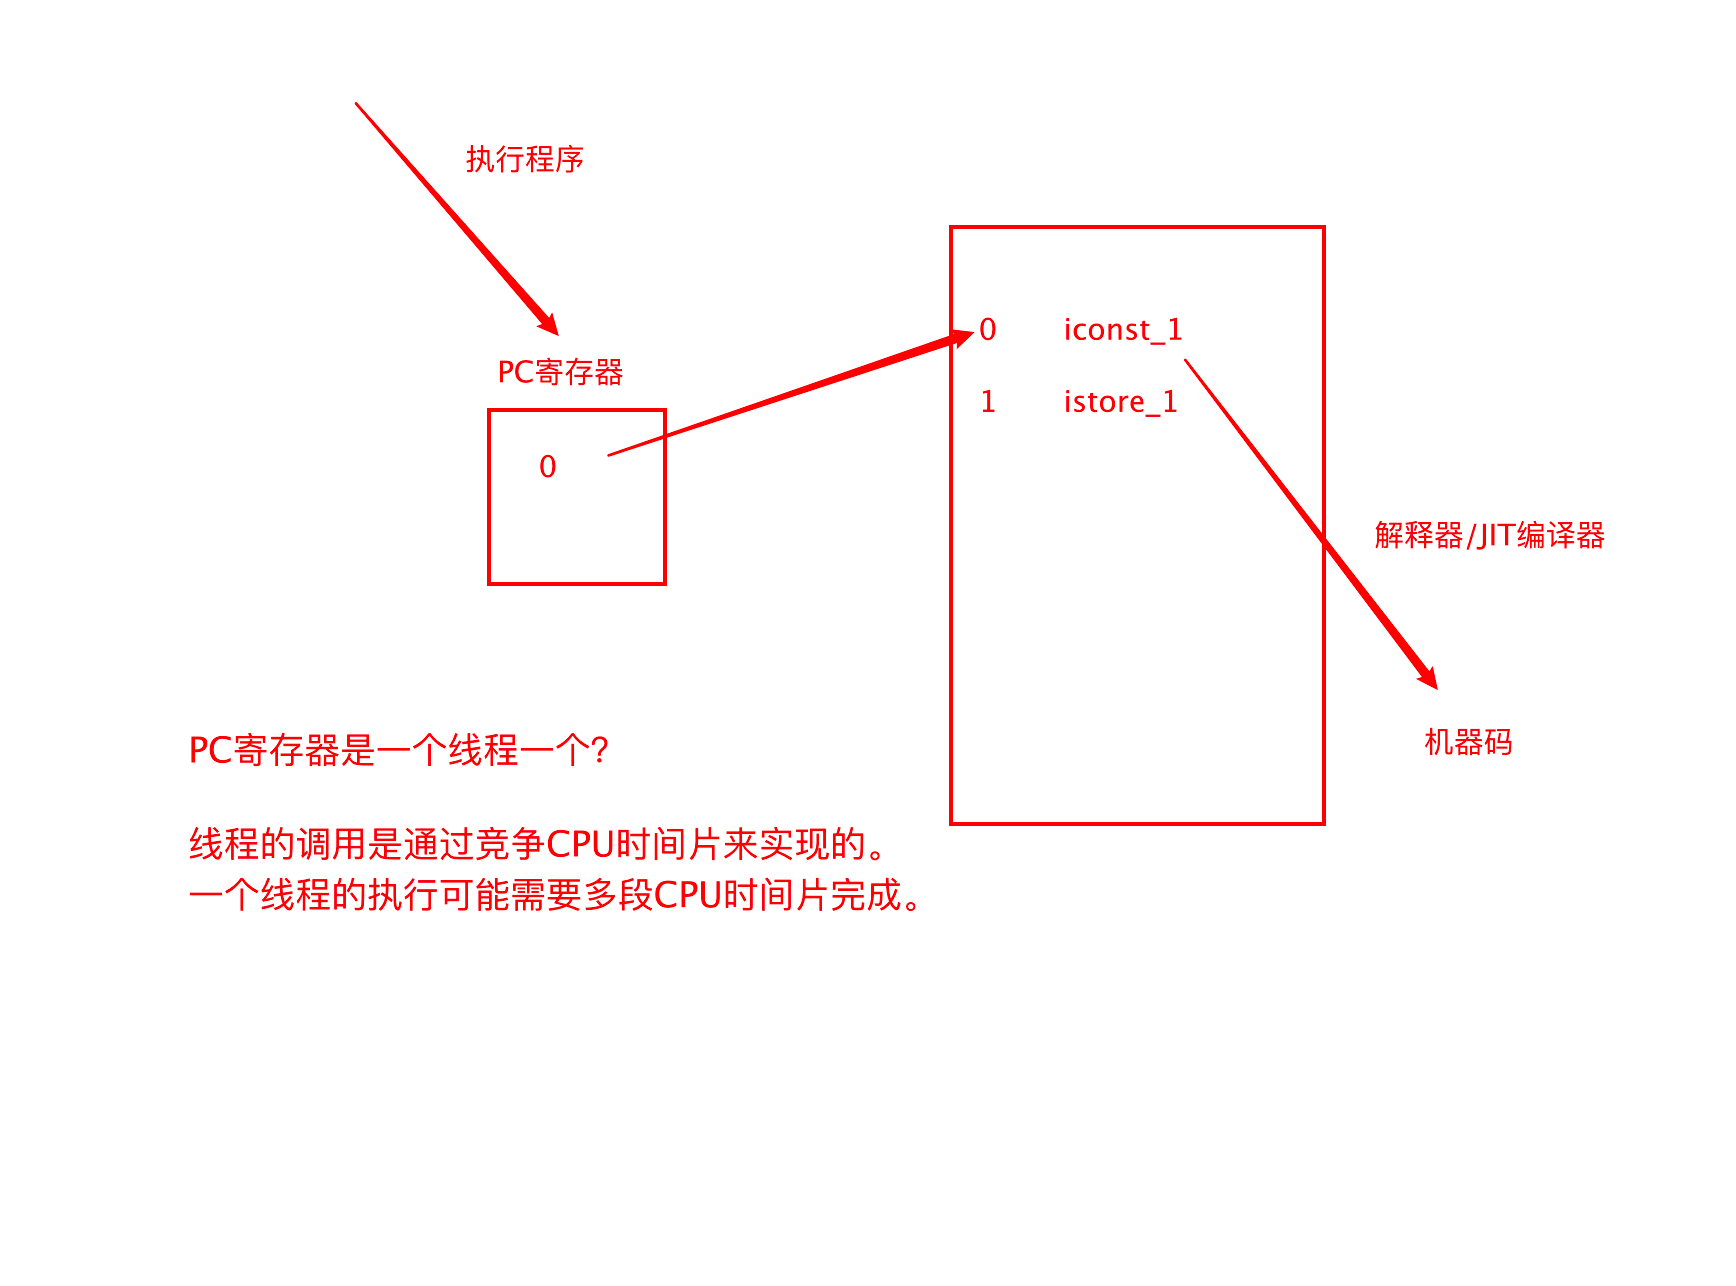 执行程序
PC寄存器
0
0 iconst_1
1 istore_1
解释器/JIT编译器
机器码
PC寄存器是一个线程一个?
线程的调用是通过竞争CPU时间片来实现的。
一个线程的执行可能需要多段CPU时间片完成。